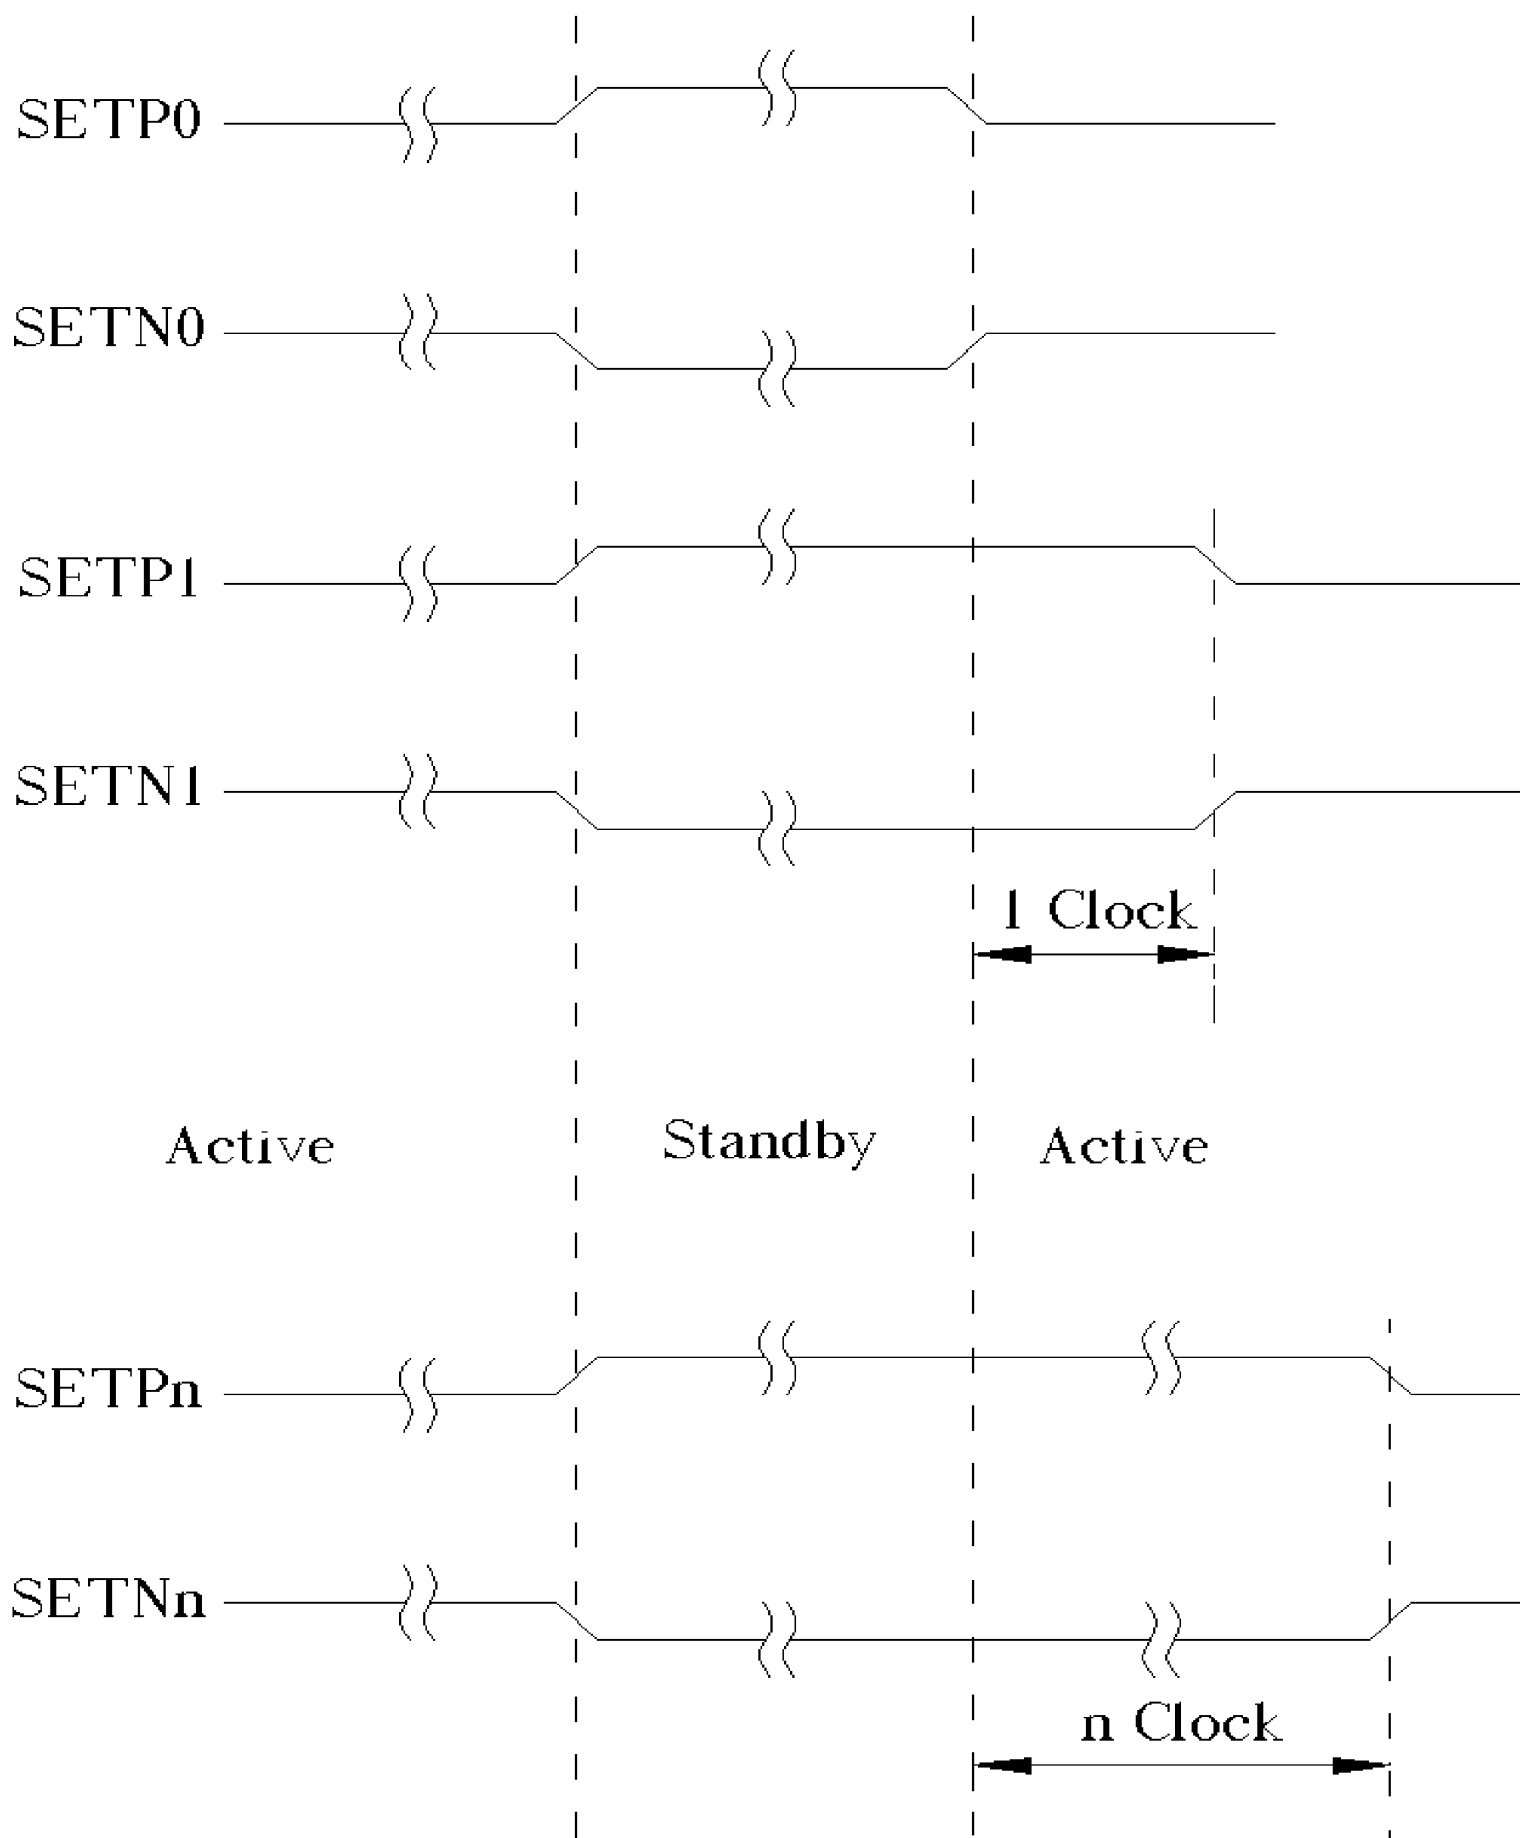 SETP0
SETN0
SETP1
SETN1
1 Clock
Active Standby Active
SETPn
SETNn
n Clock